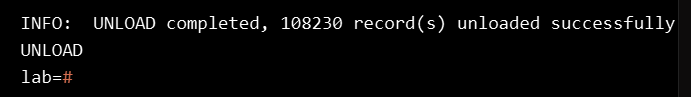 INFO:  UNLOAD completed, 108230 record(s) unloaded successfully
UNLOAD
lab=#